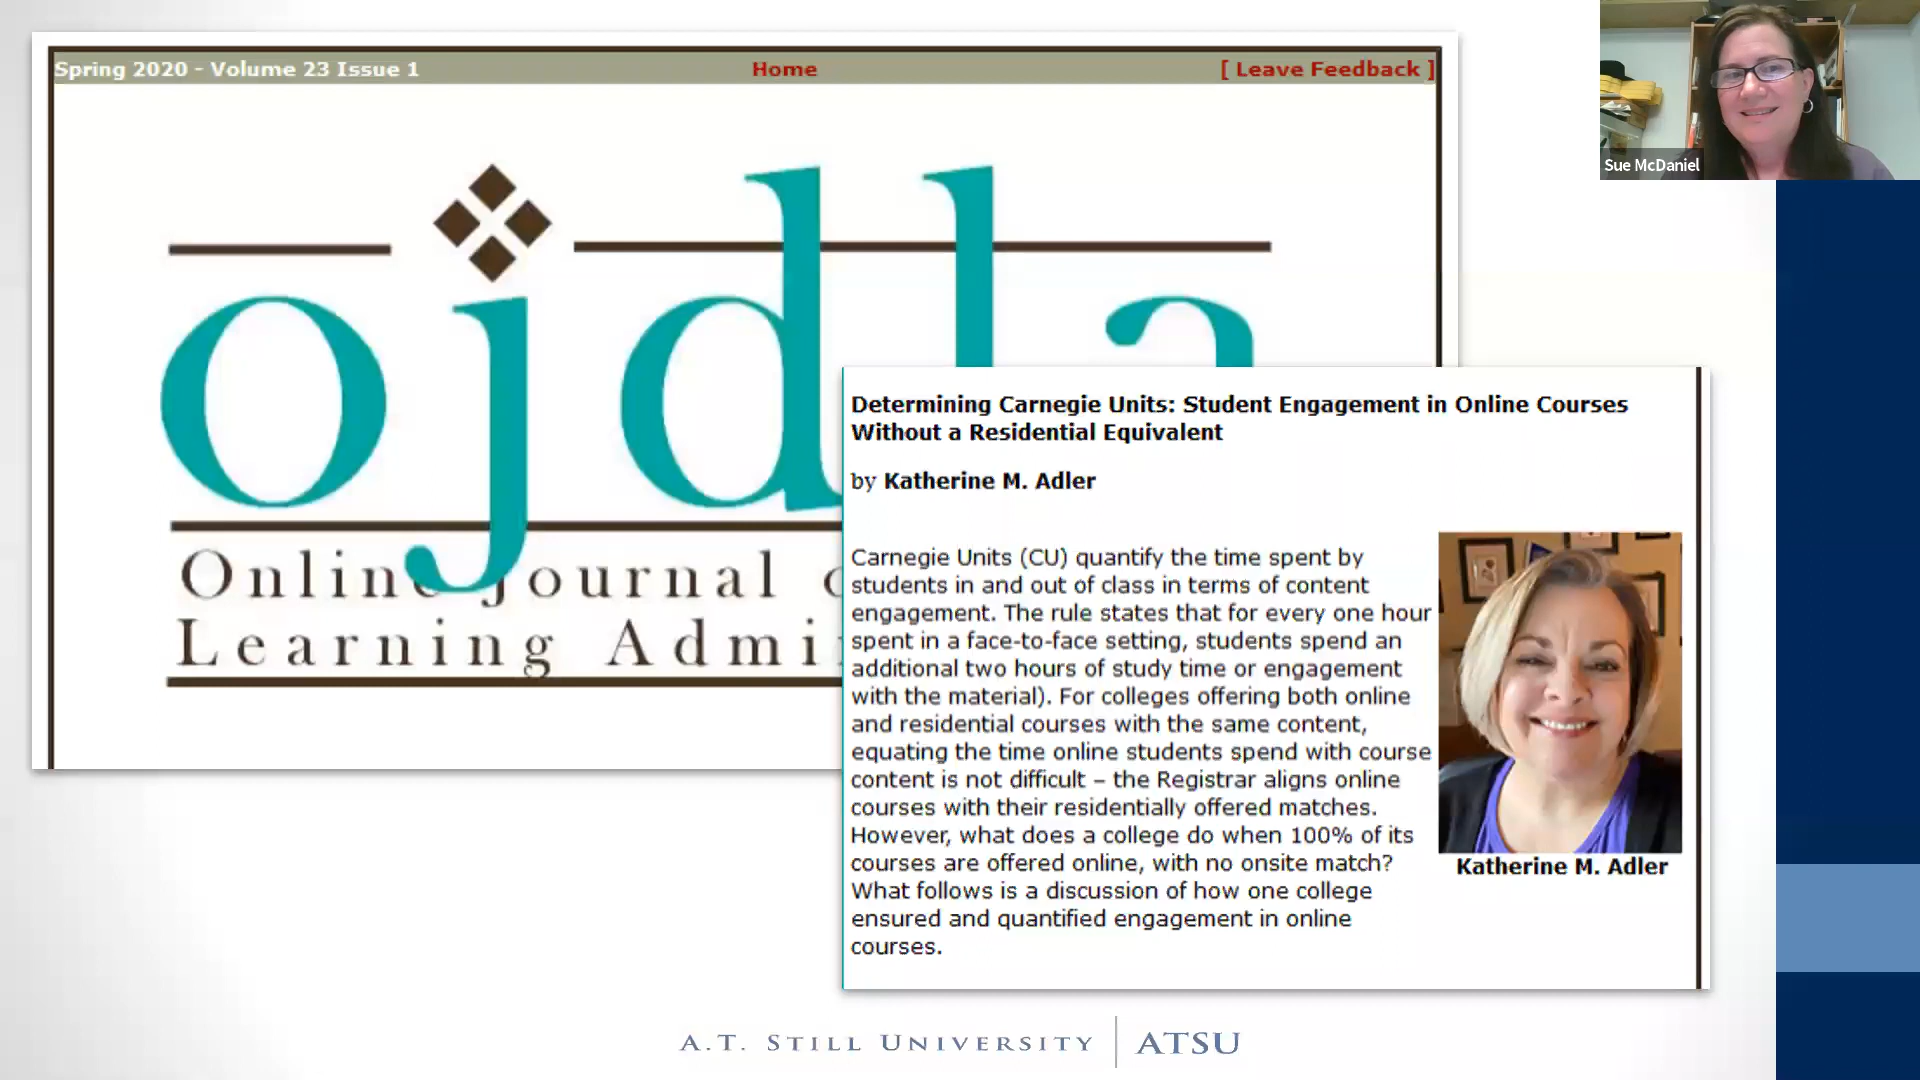 Spring 2020 - Volume 23 Issue 1
Home
[ Leave Feedback ]
Sue McDaniel
ojdla
Online Journal
Learning
Determining Carnegie Units: Student Engagement in Online Courses
Without a Residential Equivalent
by Katherine M. Adler
Carnegie Units (CU) quantify the time spent by
students in and out of class in terms of content
engagement. The rule states that for every one hour
spent in a face-to-face setting, students spend an
additional two hours of study time or engagement
with the material). For colleges offering both online
and residential courses with the same content,
equating the time online students spend with course
content is not difficult – the Registrar aligns online
courses with their residentially offered matches.
However, what does a college do when 100% of its
courses are offered online, with no onsite match?
What follows is a discussion of how one college
ensured and quantified engagement in online
courses.
Katherine M. Adler
A.T. STILL UNIVERSITY
ATSU